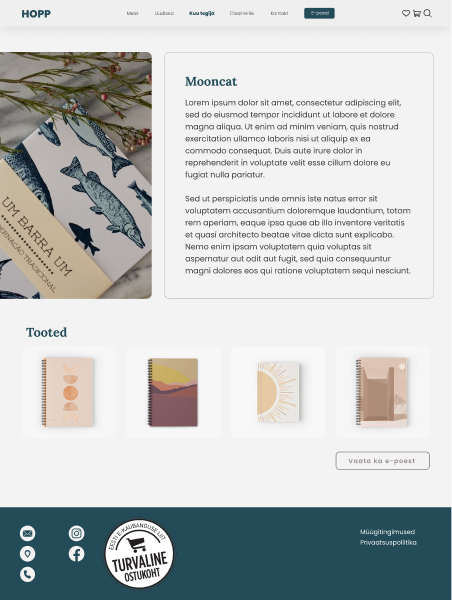 HOPP
Meist
Uudised
Kuu tegija
Osalemine
Kontakt
E-pood
UM BARRA UM
Mooncat
Lorem ipsum dolor sit amet, consectetur adipiscing elit,
sed do eiusmod tempor incididunt ut labore et dolore
magna aliqua. Ut enim ad minim veniam, quis nostrud
exercitation ullamco laboris nisi ut aliquip ex ea
commodo consequat. Duis aute irure dolor in
reprehenderit in voluptate velit esse cillum dolore eu
fugiat nulla pariatur.
Sed ut perspiciatis unde omnis iste natus error sit
voluptatem accusantium doloremque laudantium, totam
rem aperiam, eaque ipsa quae ab illo inventore veritatis
et quasi architecto beatae vitae dicta sunt explicabo.
Nemo enim ipsam voluptatem quia voluptas sit
aspernatur aut odit aut fugit, sed quia consequuntur
magni dolores eos qui ratione voluptatem sequi nesciunt.
Tooted
Vaata ka e-poest
EESTI E-KAUBANDUSE LIIT
TURVALINE
OSTUKOHT
Müügitingimused
Privaatsuspoliitika